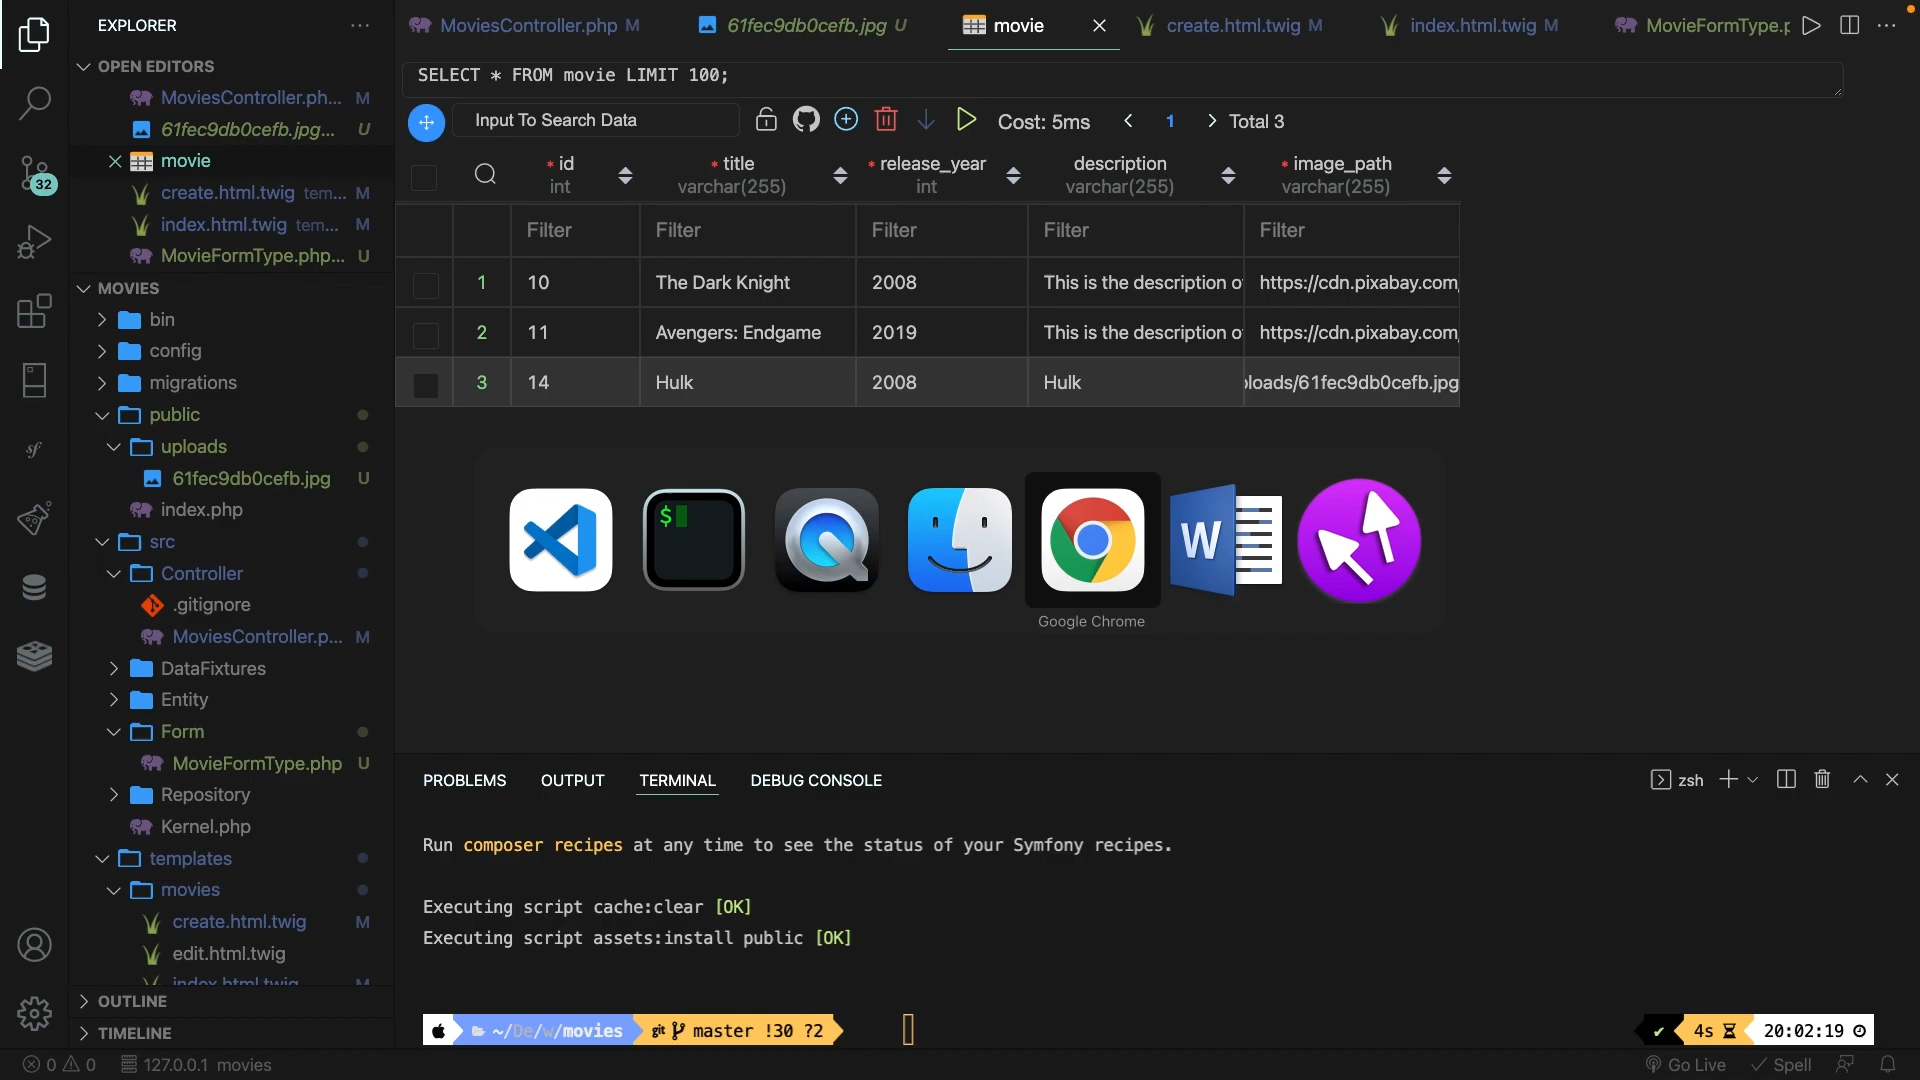 EXPLORER
OPEN EDITORS
MoviesController.ph... M
61fec9db0cefb.jpg... U
movie
create.html.twig tem... M
index.html.twig tem... M
MovieFormType.php... U
MOVIES
bin
config
migrations
public
uploads
61fec9db0cefb.jpg U
index.php
src
Controller
.gitignore
MoviesController.p... M
DataFixtures
Entity
Form
MovieFormType.php U
Repository
Kernel.php
templates
movies
create.html.twig M
edit.html.twig
index.html.twig M
OUTLINE
TIMELINE
32
sf
MoviesController.php M
61fec9db0cefb.jpg U
movie
create.html.twig M
index.html.twig M
MovieFormType.p
SELECT * FROM movie LIMIT 100;
Input To Search Data
Cost: 5ms
1
Total 3
* id * title * release_year description * image_path
int varchar(255) int varchar(255) varchar(255)
Filter Filter Filter Filter Filter
1 10 The Dark Knight 2008 This is the description o https://cdn.pixabay.com
2 11 Avengers: Endgame 2019 This is the description o https://cdn.pixabay.com
3 14 Hulk 2008 Hulk loads/61fec9db0cefb.jpg
$
W
Google Chrome
PROBLEMS OUTPUT TERMINAL DEBUG CONSOLE
zsh
Run composer recipes at any time to see the status of your Symfony recipes.
Executing script cache:clear [OK]
Executing script assets:install public [OK]
~/De/w/movies git master !30 ?2
4s 20:02:19
0 0 127.0.0.1 movies
Go Live Spell